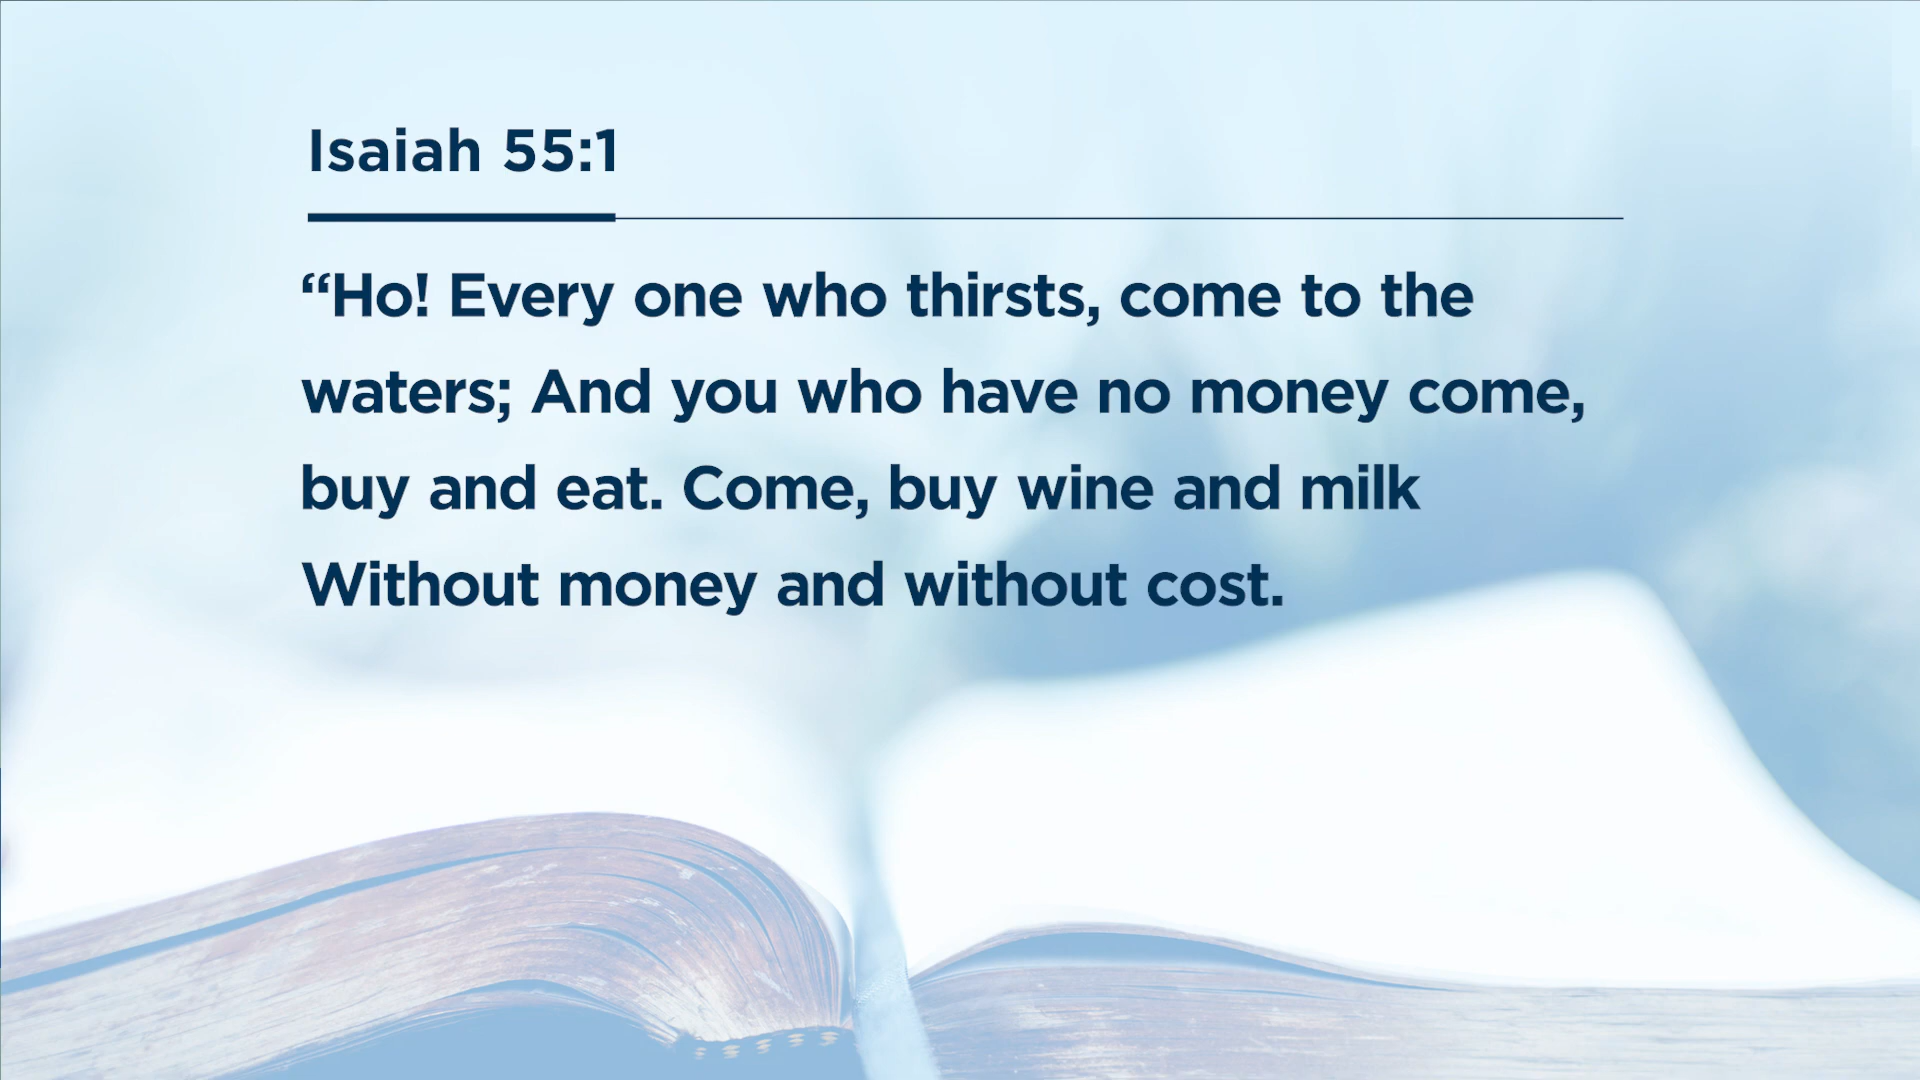 Isaiah 55:1
“Ho! Every one who thirsts, come to the
waters; And you who have no money come,
buy and eat. Come, buy wine and milk
Without money and without cost.